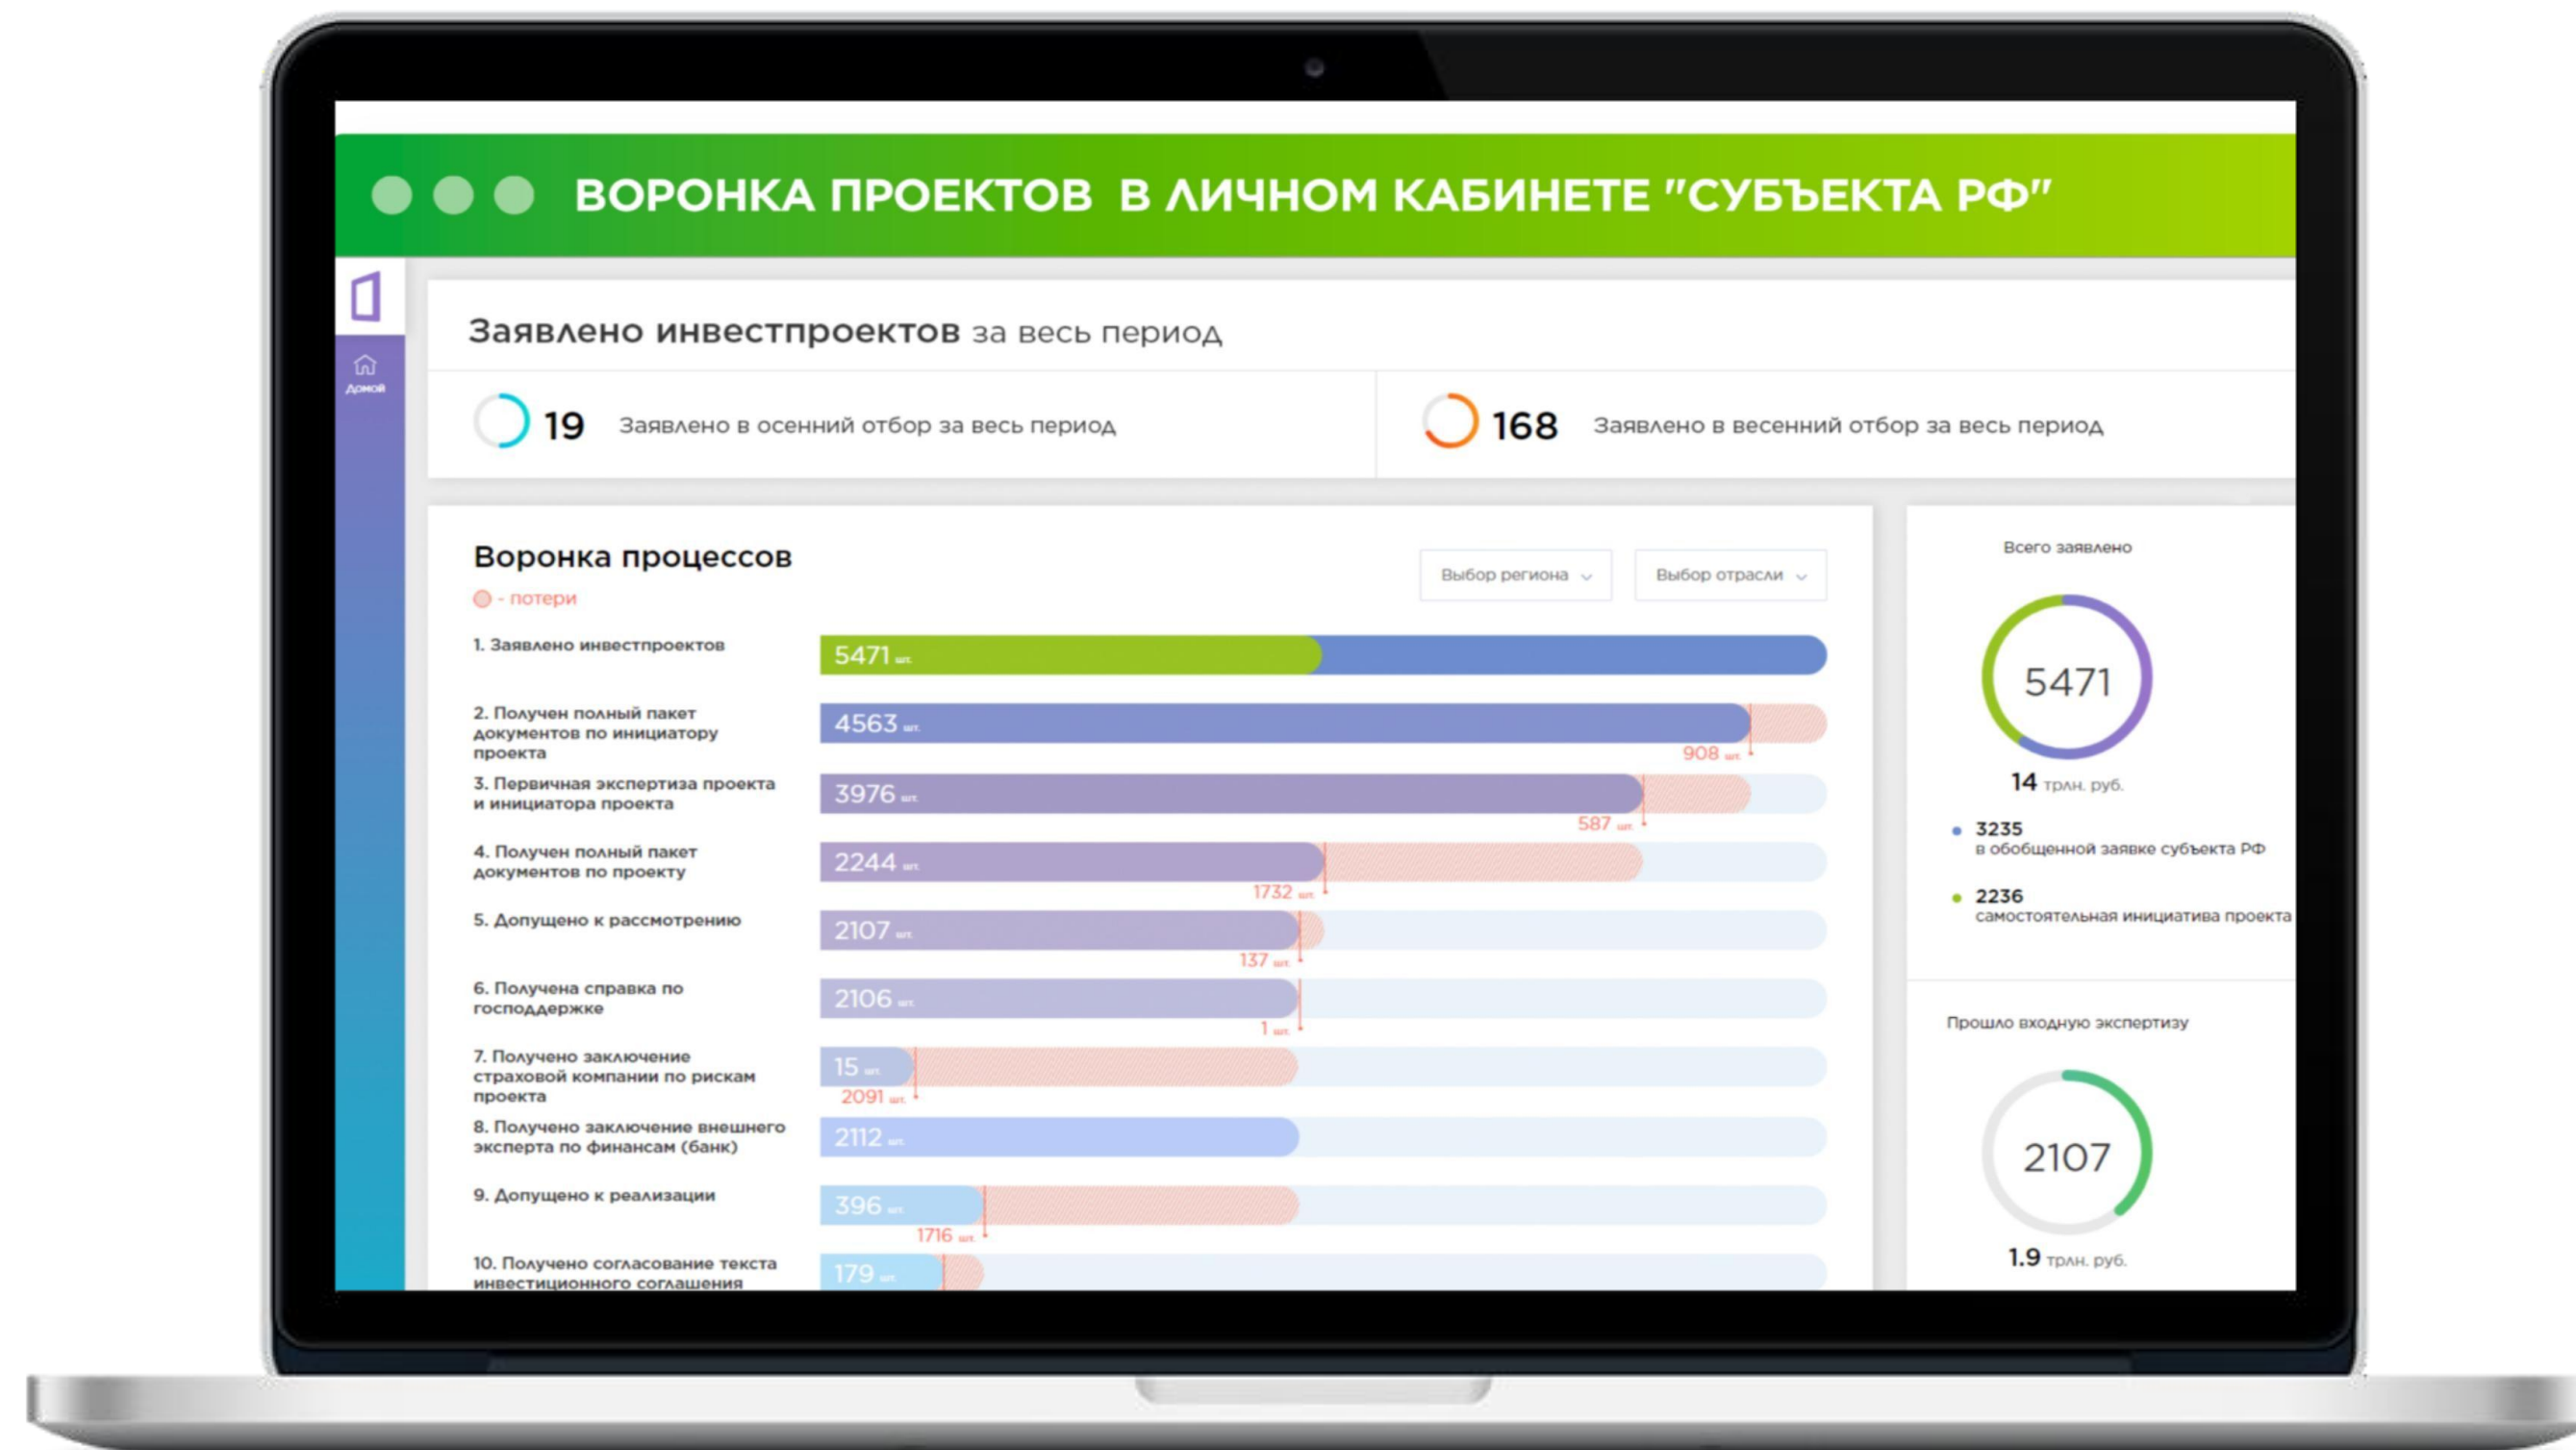 ВОРОНКА ПРОЕКТОВ В ЛИЧНОМ КАБИНЕТЕ "СУБЪЕКТА РФ"
Домой
Заявлено инвестпроектов за весь период
19 Заявлено в осенний отбор за весь период
168 Заявлено в весенний отбор за весь период
Воронка процессов
- потери
Выбор региона
Выбор отрасли
1. Заявлено инвестпроектов
5471 шт.
2. Получен полный пакет
документов по инициатору
проекта
4563 шт.
908 шт.
3. Первичная экспертиза проекта
и инициатора проекта
3976 шт.
587 шт.
4. Получен полный пакет
документов по проекту
2244 шт.
1732 шт.
5. Допущено к рассмотрению
2107 шт.
137 шт.
6. Получена справка по
господдержке
2106 шт.
1 шт.
7. Получено заключение
страховой компании по рискам
проекта
15 шт.
2091 шт.
8. Получено заключение внешнего
эксперта по финансам (банк)
2112 шт.
9. Допущено к реализации
396 шт.
1716 шт.
10. Получено согласование текста
инвестиционного соглашения
179 шт.
Всего заявлено
5471
14 трлн. руб.
3235
в обобщенной заявке субъекта РФ
2236
самостоятельная инициатива проекта
Прошло входную экспертизу
2107
1.9 трлн. руб.